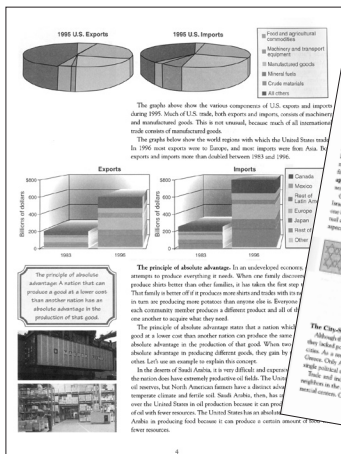 1995 U.S. Exports
1995 U.S. Imports
Food and agricultural
commodities
Machinery and transport
equipment
Manufactured goods
Mineral fuels
Crude materials
All others
The graphs above show the various components of U.S. exports and imports
during 1995. Much of U.S. trade, both exports and imports, consists of machinery
and manufactured goods. This is not unusual, because much of all international
trade consists of manufactured goods.
The graphs below show the world regions with which the United States trade
In 1996 most exports were to Europe, and most imports were from Asia. Bo
exports and imports more than doubled between 1983 and 1996.
Exports
Imports
Billions of dollars
$800
600
400
200
0
1983
1996
Billions of dollars
$800
600
400
200
0
1983
1996
Canada
Mexico
Rest of
Latin Am
Europe
Japan
Rest of
Other
The principle of absolute
advantage: A nation that can
produce a good at a lower cost
than another nation has an
absolute advantage in the
production of that good.
The principle of absolute advantage. In an undeveloped economy,
attempts to produce everything it needs. When one family discovers
produce shirts better than other families, it has taken the first step t
That family is better off if it produces more shirts and trades with its n
in turn are producing more potatoes than anyone else is. Everyone
each community member produces a different product and all of th
one another to acquire what they need.
The principle of absolute advantage states that a nation which
good at a lower cost than another nation can produce the same
absolute advantage in the production of that good. When two
absolute advantage in producing different goods, they gain by
other. Let's use an example to explain this concept.
In the deserts of Saudi Arabia, it is very difficult and expens
the nation does have extremely productive oil fields. The Unite
oil reserves, but North American farmers have a distinct adva
temperate climate and fertile soil. Saudi Arabia, then, has an
over the United States in oil production because it can prod
of oil with fewer resources. The United States has an absolut
Arabia in producing food because it can produce a certain amount of food
fewer resources.
4
The City-S
Although th
they lacked p
cities. As a
Greece. Only
single political
Trade and
neighbors in the
mercial centers.